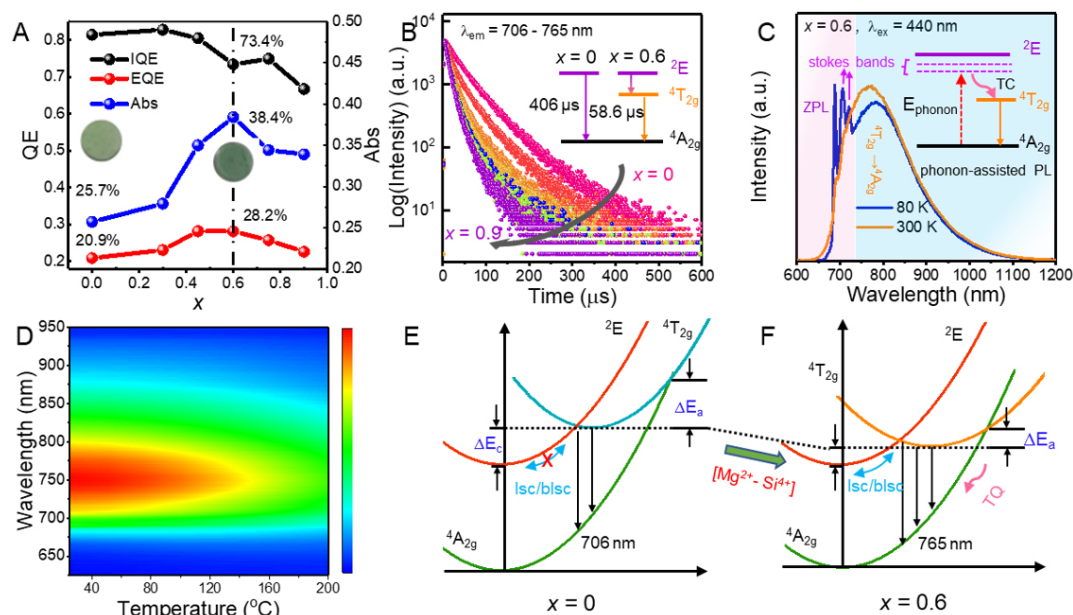 A
QE
0.8
0.7
0.6
0.5
0.4
0.3
0.2
IQE
EQE
Abs
73.4%
38.4%
25.7%
28.2%
20.9%
0.50
0.45
0.40
0.35
0.30
0.25
0.20
Abs
0.0 0.2 0.4 0.6 0.8 1.0
x
B
Log(Intensity) (a.u.)
10⁴
10³
10²
10¹
λem = 706 - 765 nm
x = 0 x = 0.6
²E
⁴T2g
406 µs 58.6 µs
⁴A2g
x = 0
x = 0.9
0 100 200 300 400 500 600
Time (µs)
C
Intensity (a.u.)
x = 0.6 , λex = 440 nm
stokes bands
²E
ZPL
TC
⁴T2g
Ephonon
⁴A2g
phonon-assisted PL
⁴T2g→⁴A2g
80 K
300 K
600 700 800 900 1000 1100 1200
Wavelength (nm)
D
Wavelength (nm)
950
900
850
800
750
700
650
40 80 120 160 200
Temperature (°C)
E
²E
⁴T2g
ΔEa
ΔEc
X
Isc/bIsc
⁴A2g
706 nm
x = 0
[Mg²⁺- Si⁴⁺]
F
²E
⁴T2g
ΔEa
Isc/bIsc
TQ
⁴A2g
765 nm
x = 0.6